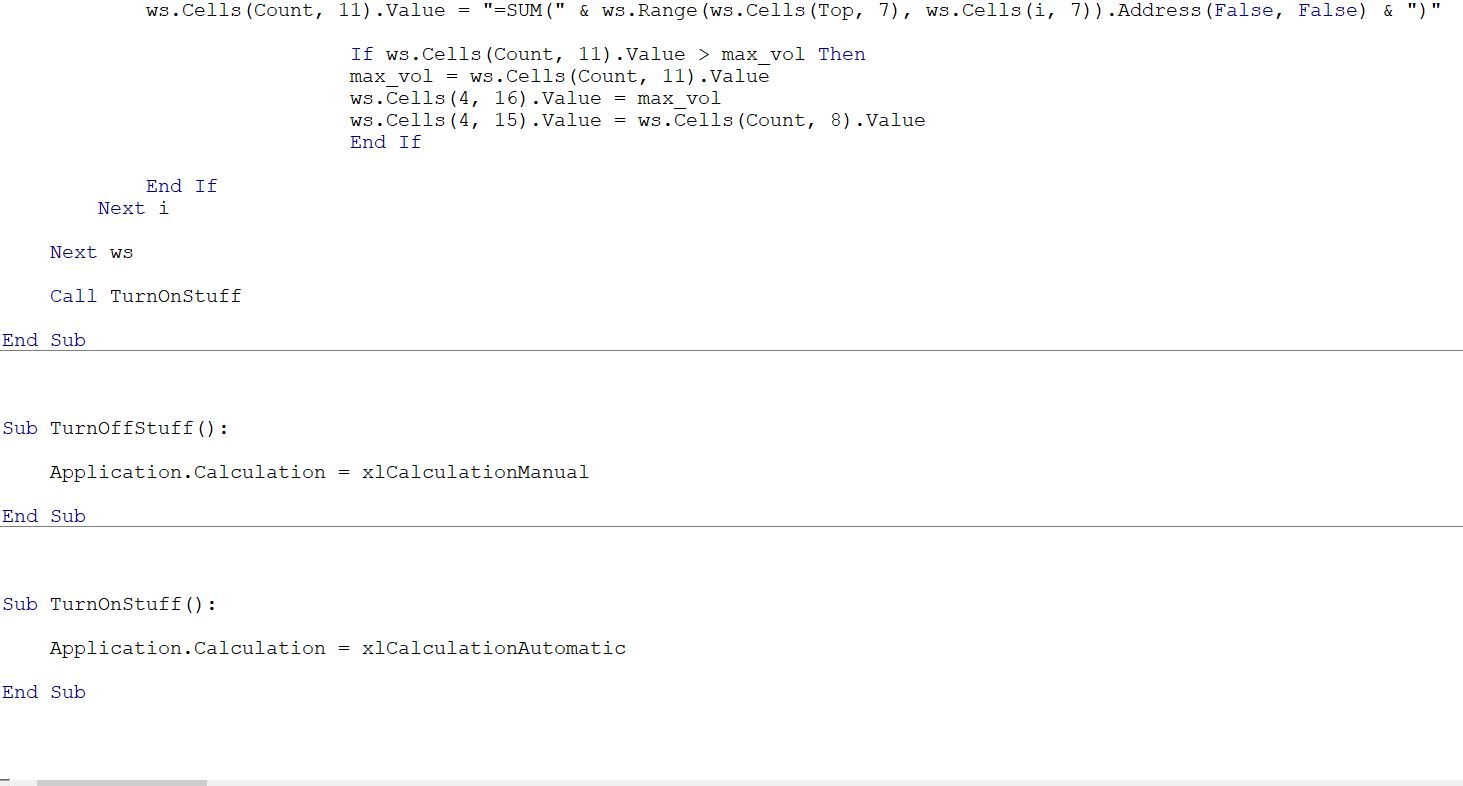 ws.Cells(Count, 11).Value = "=SUM(" & ws.Range(ws.Cells(Top, 7), ws.Cells(i, 7)).Address(False, False) & ")"
If ws.Cells(Count, 11).Value > max_vol Then
max_vol = ws.Cells(Count, 11).Value
ws.Cells(4, 16).Value = max_vol
ws.Cells(4, 15).Value = ws.Cells(Count, 8).Value
End If
End If
Next i
Next ws
Call TurnOnStuff
End Sub
Sub TurnOffStuff():
Application.Calculation = xlCalculationManual
End Sub
Sub TurnOnStuff():
Application.Calculation = xlCalculationAutomatic
End Sub